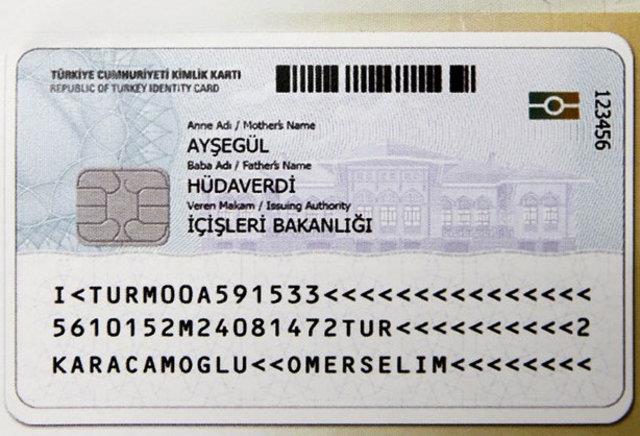 TÜRKİYE CUMHURİYETİ KİMLİK KARTI
REPUBLIC OF TURKEY IDENTITY CARD
123456
Anne Adı / Mother's Name
AYŞEGÜL
Baba Adı / Father's Name
HÜDAVERDİ
Veren Makam / Issuing Authority
İÇİŞLERİ BAKANLIĞI
I<TURM00A591533<<<<<<<<<<<<<<<
5610152M24081472TUR<<<<<<<<<<2
KARACAMOGLU<<OMERSELIM<<<<<<<<